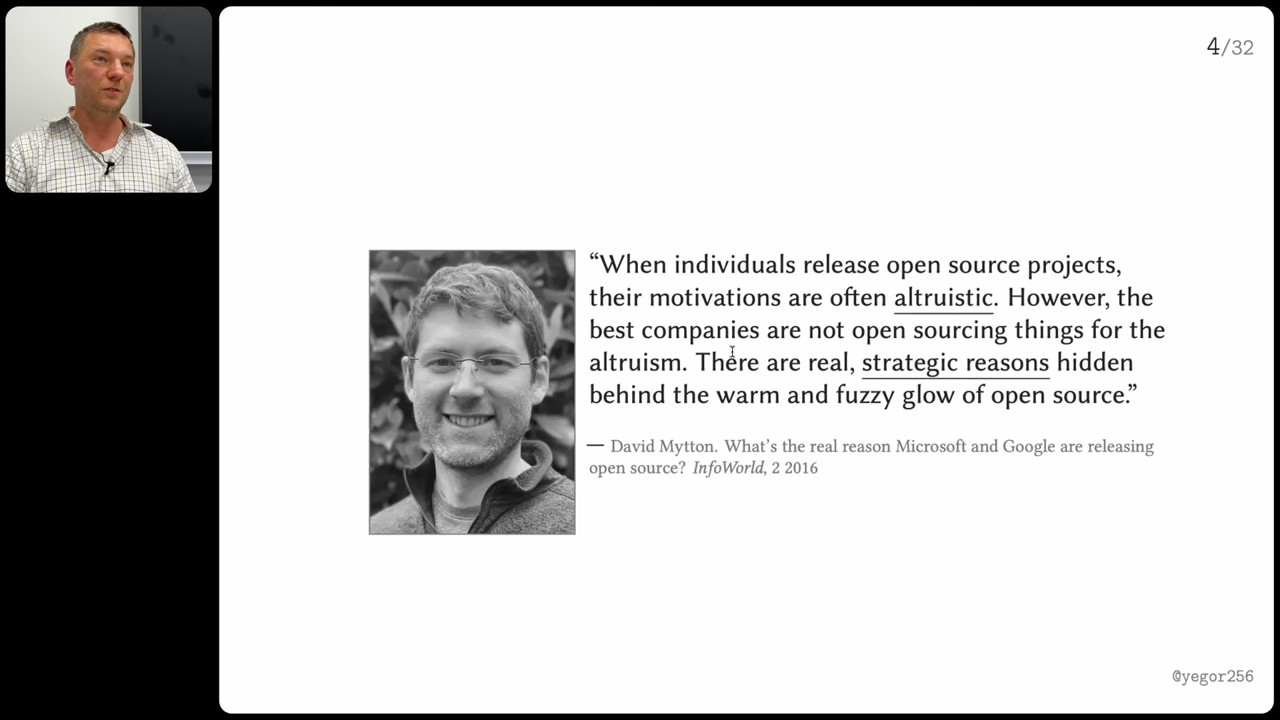 4/32
“When individuals release open source projects,
their motivations are often altruistic. However, the
best companies are not open sourcing things for the
altruism. There are real, strategic reasons hidden
behind the warm and fuzzy glow of open source.”
— David Mytton. What’s the real reason Microsoft and Google are releasing
open source? InfoWorld, 2 2016
@yegor256